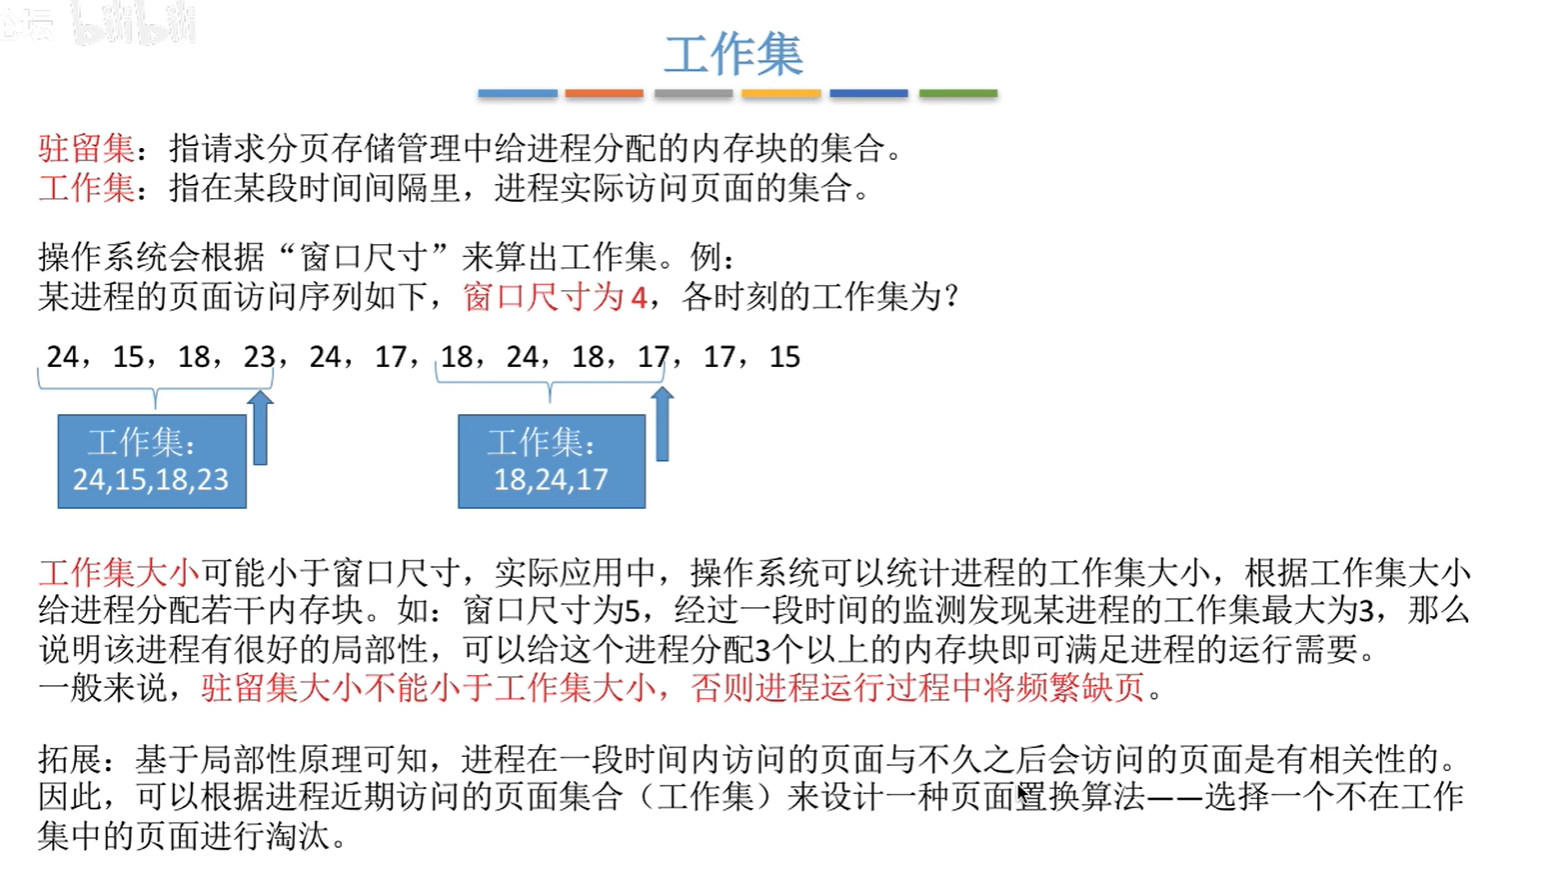 bilibili
工作集
驻留集：指请求分页存储管理中给进程分配的内存块的集合。
工作集：指在某段时间间隔里，进程实际访问页面的集合。
操作系统会根据“窗口尺寸”来算出工作集。例：
某进程的页面访问序列如下，窗口尺寸为 4，各时刻的工作集为？
24，15，18，23，24，17，18，24，18，17，17，15
工作集：
24,15,18,23
工作集：
18,24,17
工作集大小可能小于窗口尺寸，实际应用中，操作系统可以统计进程的工作集大小，根据工作集大小
给进程分配若干内存块。如：窗口尺寸为5，经过一段时间的监测发现某进程的工作集最大为3，那么
说明该进程有很好的局部性，可以给这个进程分配3个以上的内存块即可满足进程的运行需要。
一般来说，驻留集大小不能小于工作集大小，否则进程运行过程中将频繁缺页。
拓展：基于局部性原理可知，进程在一段时间内访问的页面与不久之后会访问的页面是有相关性的。
因此，可以根据进程近期访问的页面集合（工作集）来设计一种页面置换算法——选择一个不在工作
集中的页面进行淘汰。